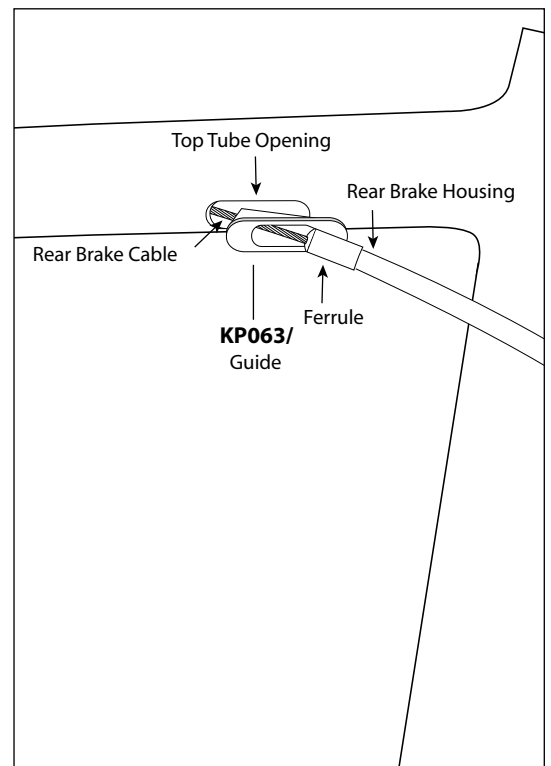 Top Tube Opening
Rear Brake Housing
Rear Brake Cable
Ferrule
KP063/
Guide